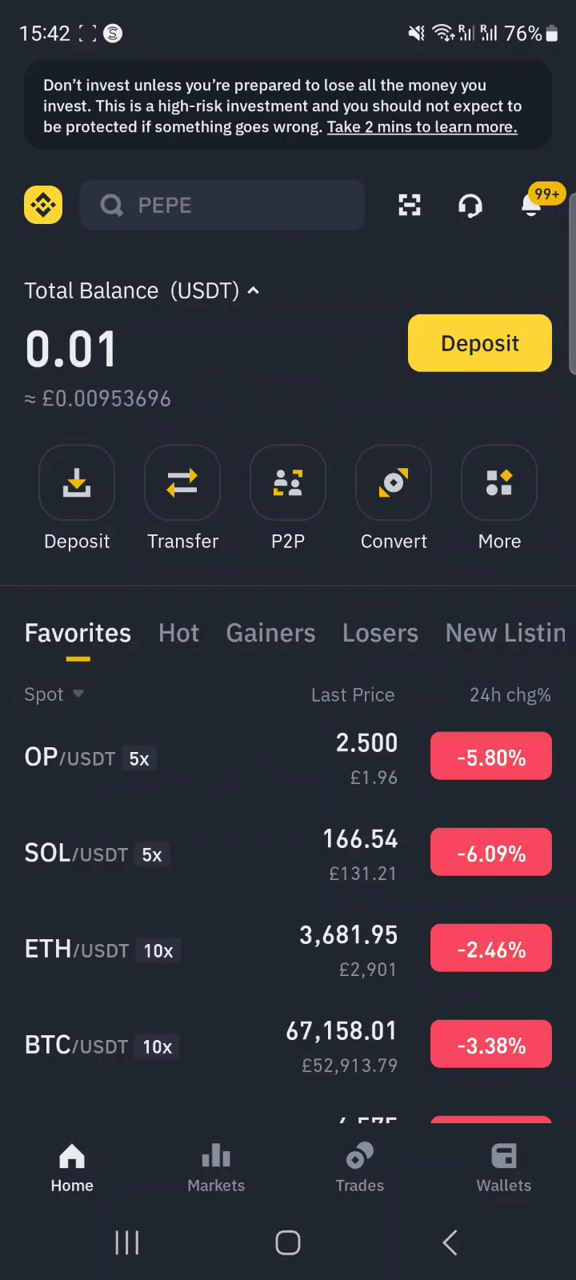 15:42
76%
Don't invest unless you're prepared to lose all the money you
invest. This is a high-risk investment and you should not expect to
be protected if something goes wrong. Take 2 mins to learn more.
PEPE
99+
Total Balance (USDT)
0.01
Deposit
≈ £0.00953696
Deposit Transfer P2P Convert More
Favorites Hot Gainers Losers New Listin
Spot Last Price 24h chg%
OP/USDT 5x 2.500 -5.80%
£1.96
SOL/USDT 5x 166.54 -6.09%
£131.21
ETH/USDT 10x 3,681.95 -2.46%
£2,901
BTC/USDT 10x 67,158.01 -3.38%
£52,913.79
Home Markets Trades Wallets